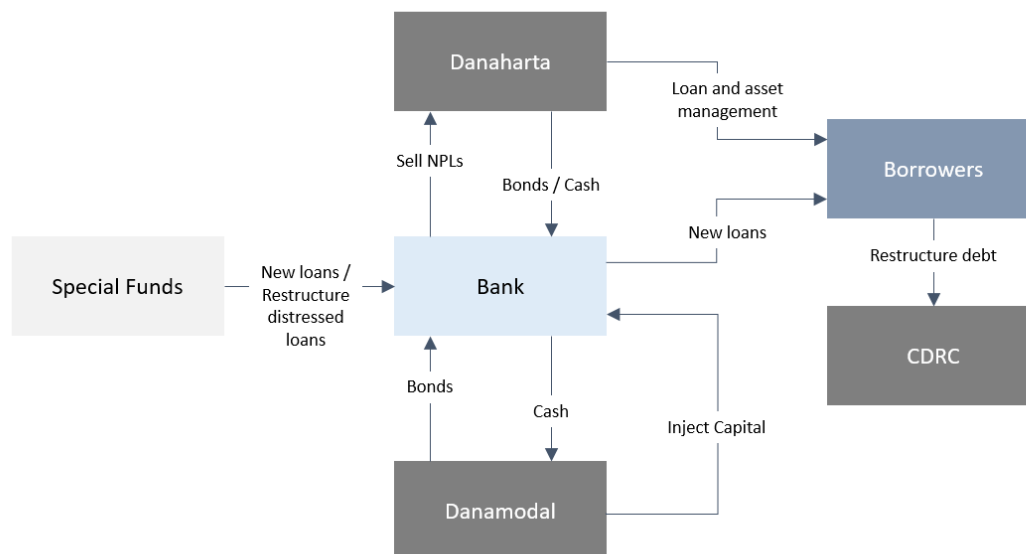 Danaharta
Loan and asset
management
Sell NPLs
Bonds / Cash
Borrowers
New loans
Restructure debt
Special Funds
New loans /
Restructure
distressed
loans
Bank
CDRC
Bonds
Cash
Inject Capital
Danamodal